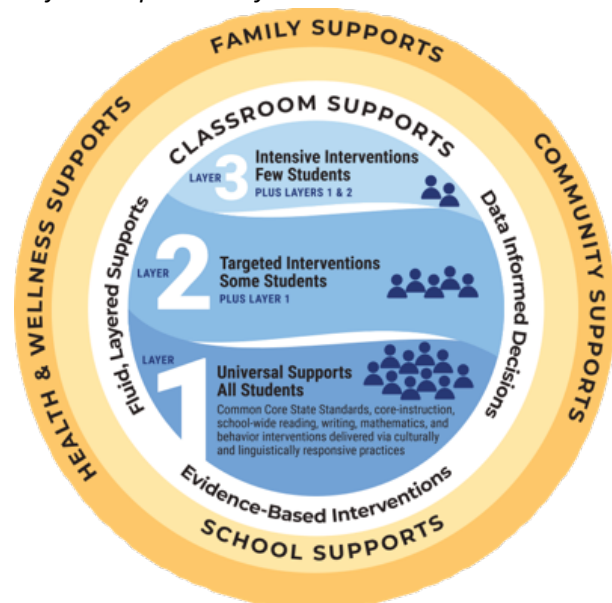 FAMILY SUPPORTS
HEALTH & WELLNESS SUPPORTS
COMMUNITY SUPPORTS
CLASSROOM SUPPORTS
Fluid, Layered Supports
Data Informed Decisions
LAYER 3
Intensive Interventions
Few Students
PLUS LAYERS 1 & 2
LAYER 2
Targeted Interventions
Some Students
PLUS LAYER 1
LAYER 1
Universal Supports
All Students
Common Core State Standards, core-instruction,
school-wide reading, writing, mathematics, and
behavior interventions delivered via culturally
and linguistically responsive practices
Evidence-Based Interventions
SCHOOL SUPPORTS